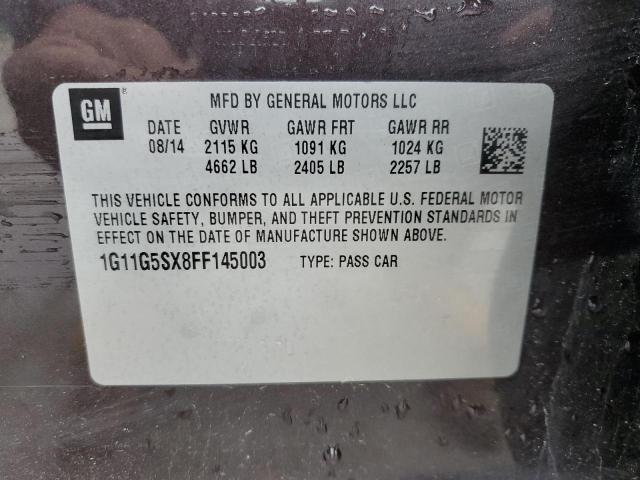 GM ®
MFD BY GENERAL MOTORS LLC
DATE GVWR GAWR FRT GAWR RR
08/14 2115 KG 1091 KG 1024 KG
4662 LB 2405 LB 2257 LB
THIS VEHICLE CONFORMS TO ALL APPLICABLE U.S. FEDERAL MOTOR
VEHICLE SAFETY, BUMPER, AND THEFT PREVENTION STANDARDS IN
EFFECT ON THE DATE OF MANUFACTURE SHOWN ABOVE.
1G11G5SX8FF145003 TYPE: PASS CAR